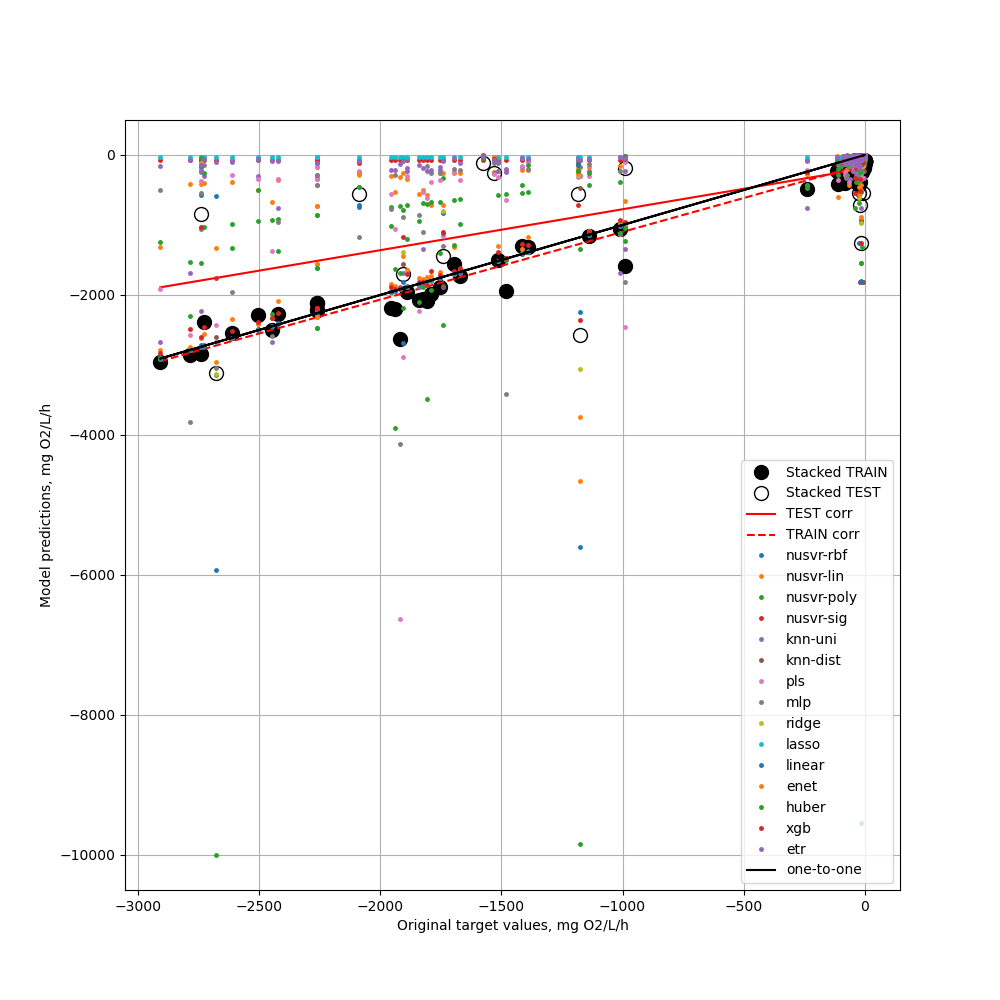 0
−2000
−4000
−6000
−8000
−10000
Model predictions, mg O2/L/h
−3000
−2500
−2000
−1500
−1000
−500
0
Original target values, mg O2/L/h
Stacked TRAIN
Stacked TEST
TEST corr
TRAIN corr
nusvr-rbf
nusvr-lin
nusvr-poly
nusvr-sig
knn-uni
knn-dist
pls
mlp
ridge
lasso
linear
enet
huber
xgb
etr
one-to-one